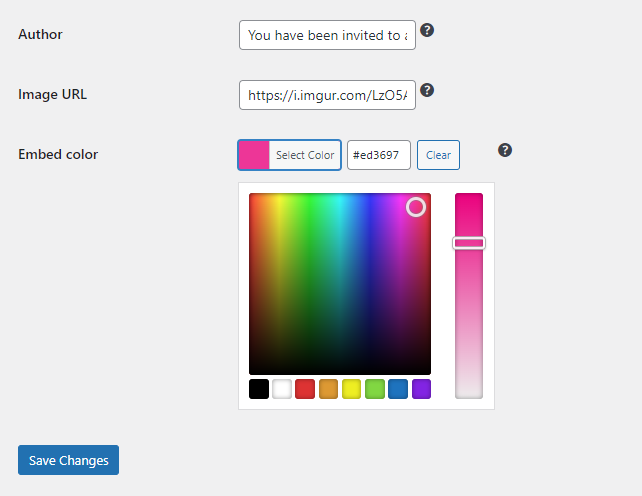 Author
You have been invited to a
?
Image URL
https://i.imgur.com/LzO5A
?
Embed color
Select Color
#ed3697
Clear
?
Save Changes